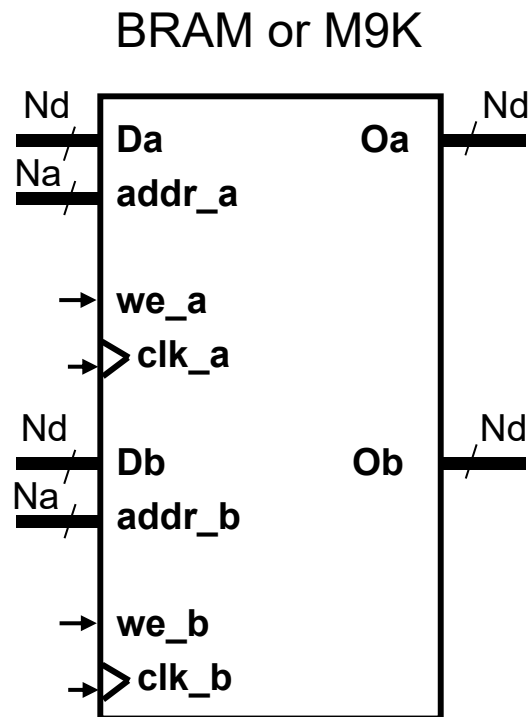 BRAM or M9K
Nd
Nd
Da
Oa
Na
addr_a
we_a
clk_a
Nd
Nd
Db
Ob
Na
addr_b
we_b
clk_b